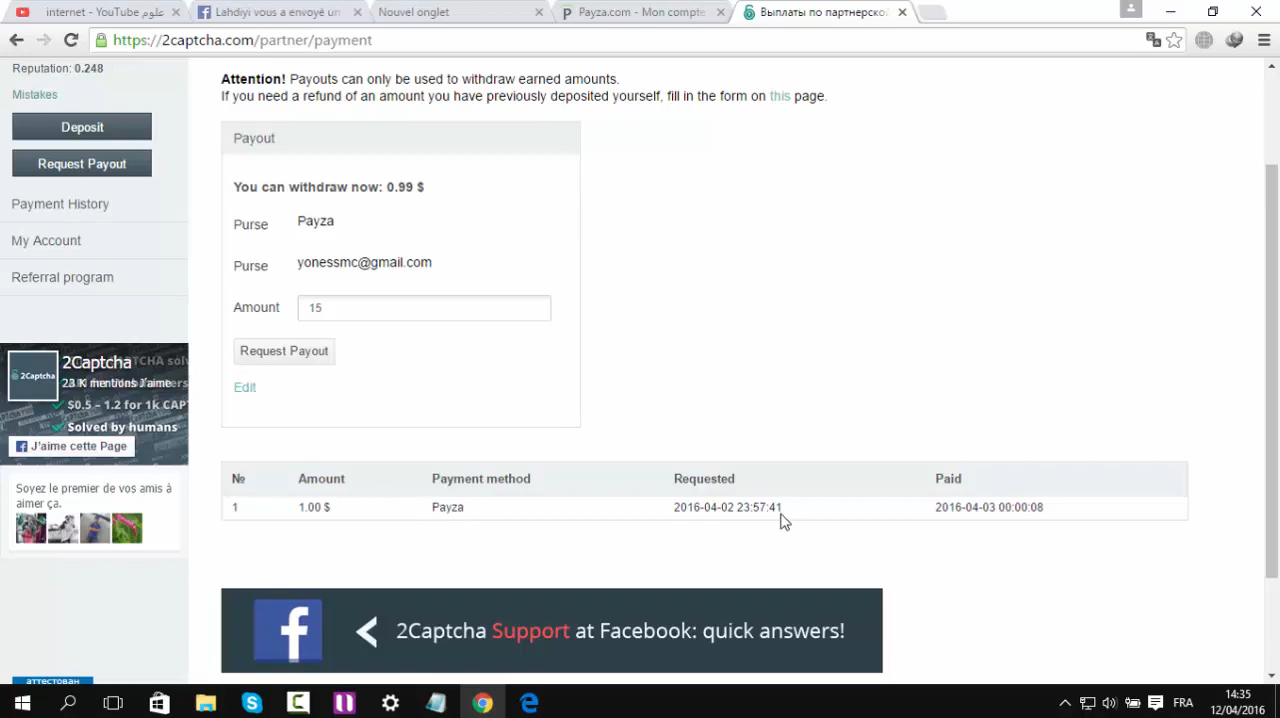 internet - YouTube علوم
Lahdiyi vous a envoyé un
Nouvel onglet
Payza.com - Mon compte
Выплаты по партнерской
https://2captcha.com/partner/payment
Reputation: 0.248
Mistakes
Deposit
Request Payout
Payment History
My Account
Referral program
2Captcha
23 K mentions J'aime
$0.5 – 1.2 for 1k CAPT
Solved by humans
J'aime cette Page
Soyez le premier de vos amis à
aimer ça.
аттестован
Attention! Payouts can only be used to withdraw earned amounts.
If you need a refund of an amount you have previously deposited yourself, fill in the form on this page.
Payout
You can withdraw now: 0.99 $
Purse Payza
Purse yonessmc@gmail.com
Amount 15
Request Payout
Edit
№ Amount Payment method Requested Paid
1 1.00 $ Payza 2016-04-02 23:57:41 2016-04-03 00:00:08
2Captcha Support at Facebook: quick answers!
FRA
14:35
12/04/2016